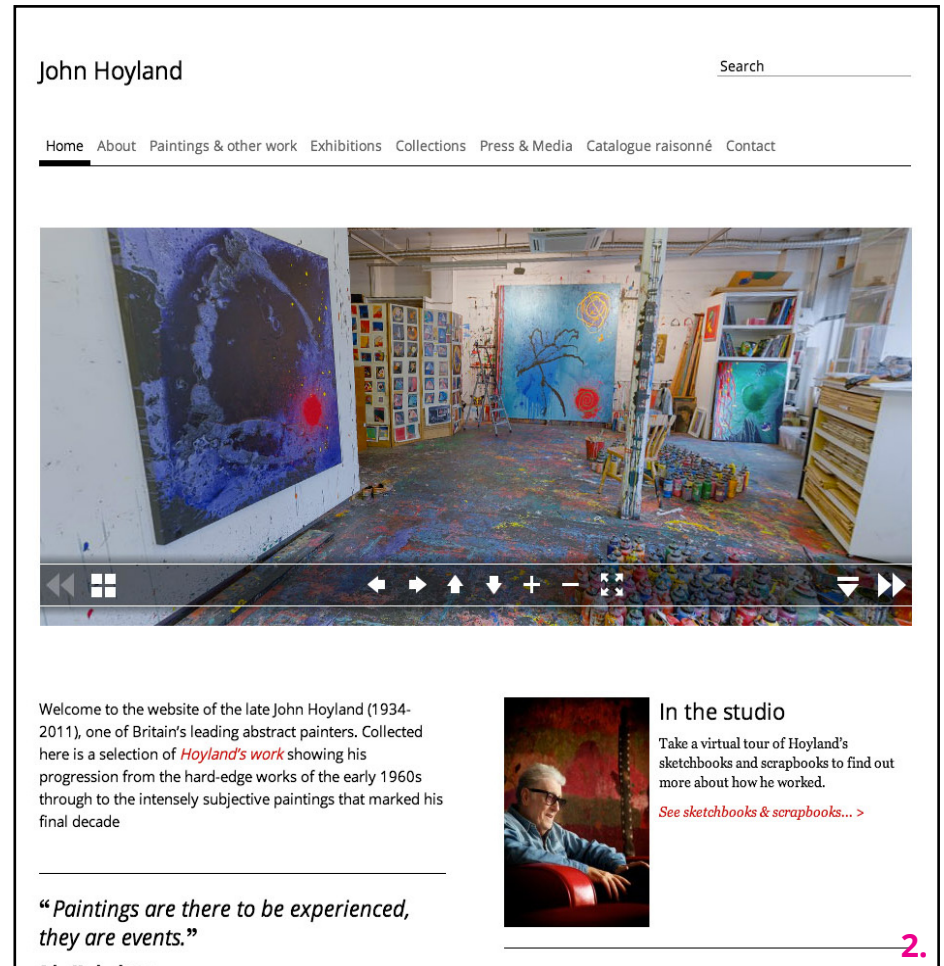 John Hoyland
Search
Home About Paintings & other work Exhibitions Collections Press & Media Catalogue raisonné Contact
Welcome to the website of the late John Hoyland (1934-
2011), one of Britain's leading abstract painters. Collected
here is a selection of Hoyland's work showing his
progression from the hard-edge works of the early 1960s
through to the intensely subjective paintings that marked his
final decade
“Paintings are there to be experienced,
they are events.”
In the studio
Take a virtual tour of Hoyland's
sketchbooks and scrapbooks to find out
more about how he worked.
See sketchbooks & scrapbooks... >
2.